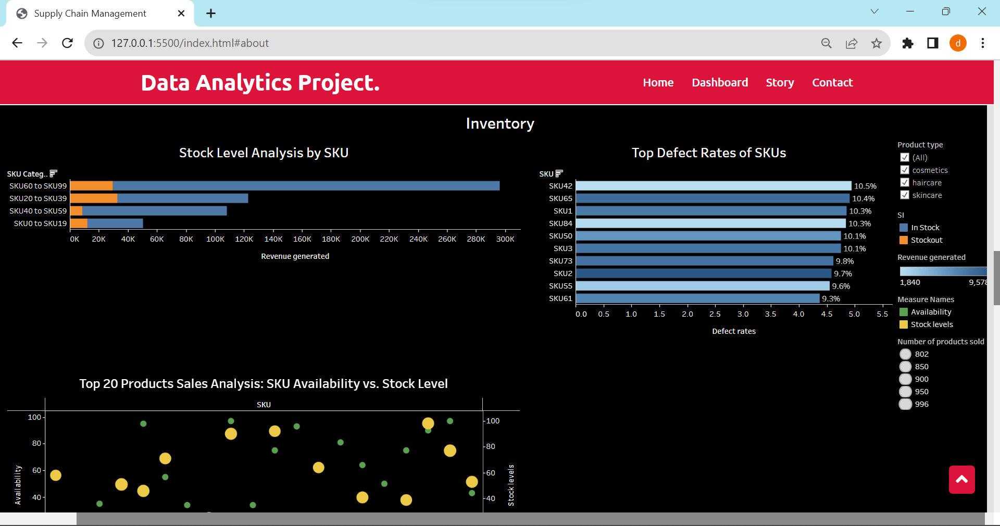 Supply Chain Management
127.0.0.1:5500/index.html#about
d
Data Analytics Project.
Home Dashboard Story Contact
Inventory
Stock Level Analysis by SKU
SKU Categ..
SKU60 to SKU99
SKU20 to SKU39
SKU40 to SKU59
SKU0 to SKU19
0K 20K 40K 60K 80K 100K 120K 140K 160K 180K 200K 220K 240K 260K 280K 300K
Revenue generated
Top Defect Rates of SKUs
SKU
SKU42 10.5%
SKU65 10.4%
SKU1 10.3%
SKU84 10.3%
SKU50 10.1%
SKU3 10.1%
SKU73 9.8%
SKU2 9.7%
SKU55 9.6%
SKU61 9.3%
0.0 0.5 1.0 1.5 2.0 2.5 3.0 3.5 4.0 4.5 5.0 5.5
Defect rates
Product type
(All)
cosmetics
haircare
skincare
SI
In Stock
Stockout
Revenue generated
1,840 9,578
Measure Names
Availability
Stock levels
Number of products sold
802
850
900
950
996
Top 20 Products Sales Analysis: SKU Availability vs. Stock Level
SKU
100
80
60
40
Availability
100
80
60
40
Stock levels